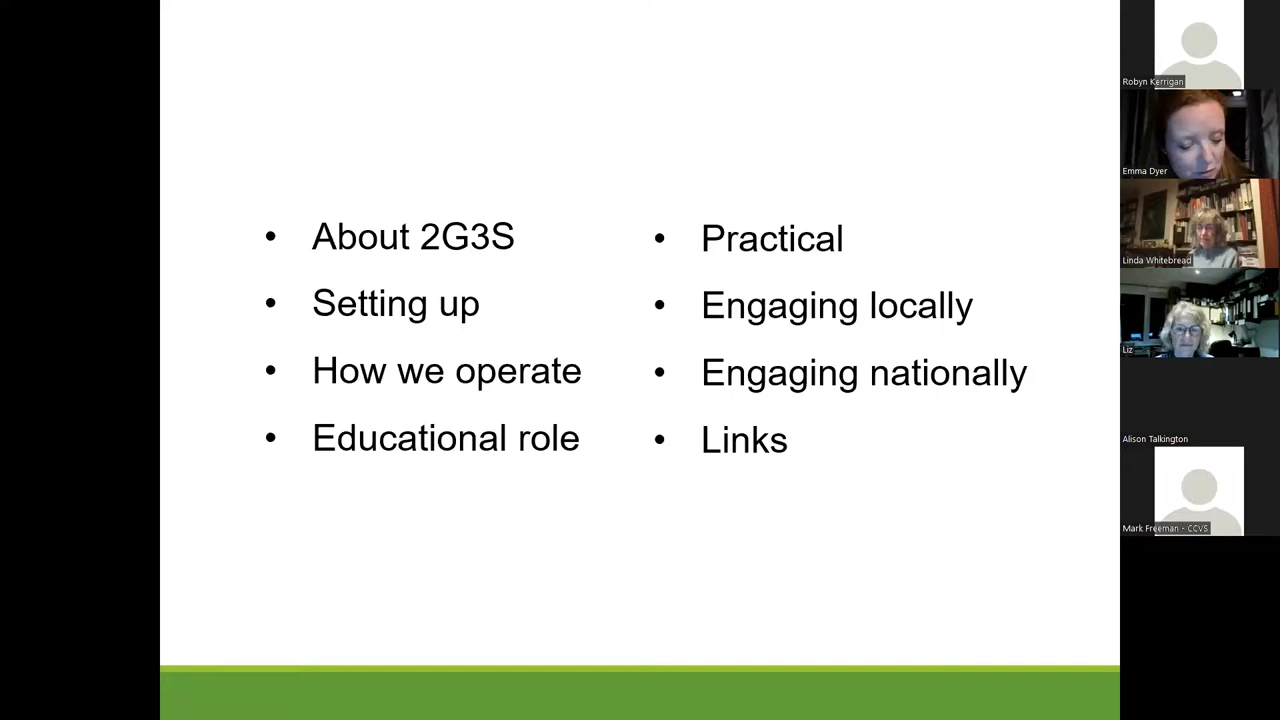 About 2G3S
Setting up
How we operate
Educational role
Practical
Engaging locally
Engaging nationally
Links
Robyn Kerrigan
Emma Dyer
Linda Whitebread
Liz
Alison Talkington
Mark Freeman - CCVS